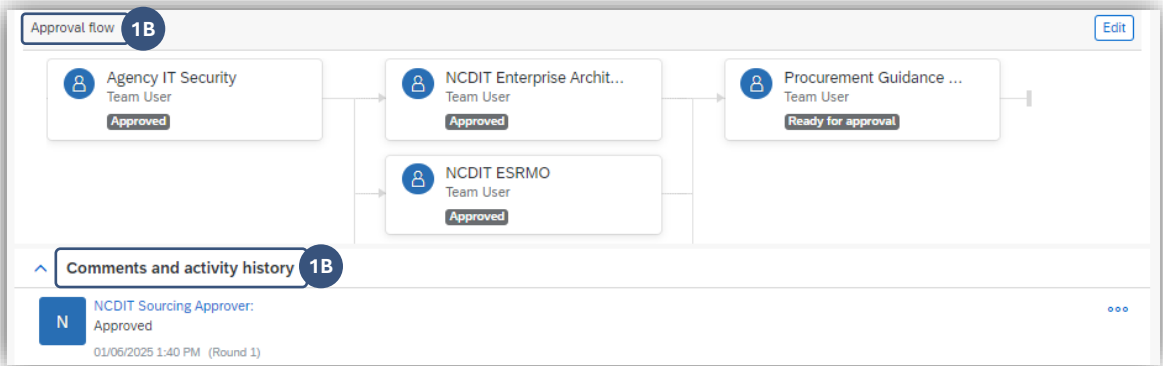 Approval flow 1B Edit
Agency IT Security
Team User
Approved
NCDIT Enterprise Archit...
Team User
Approved
Procurement Guidance ...
Team User
Ready for approval
NCDIT ESRMO
Team User
Approved
Comments and activity history 1B
N
NCDIT Sourcing Approver:
Approved
01/06/2025 1:40 PM (Round 1)